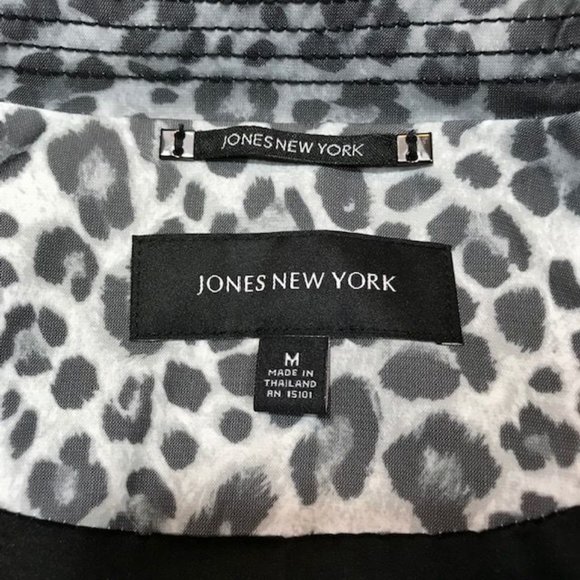 JONES NEW YORK
JONES NEW YORK
M
MADE IN
THAILAND
RN 15101